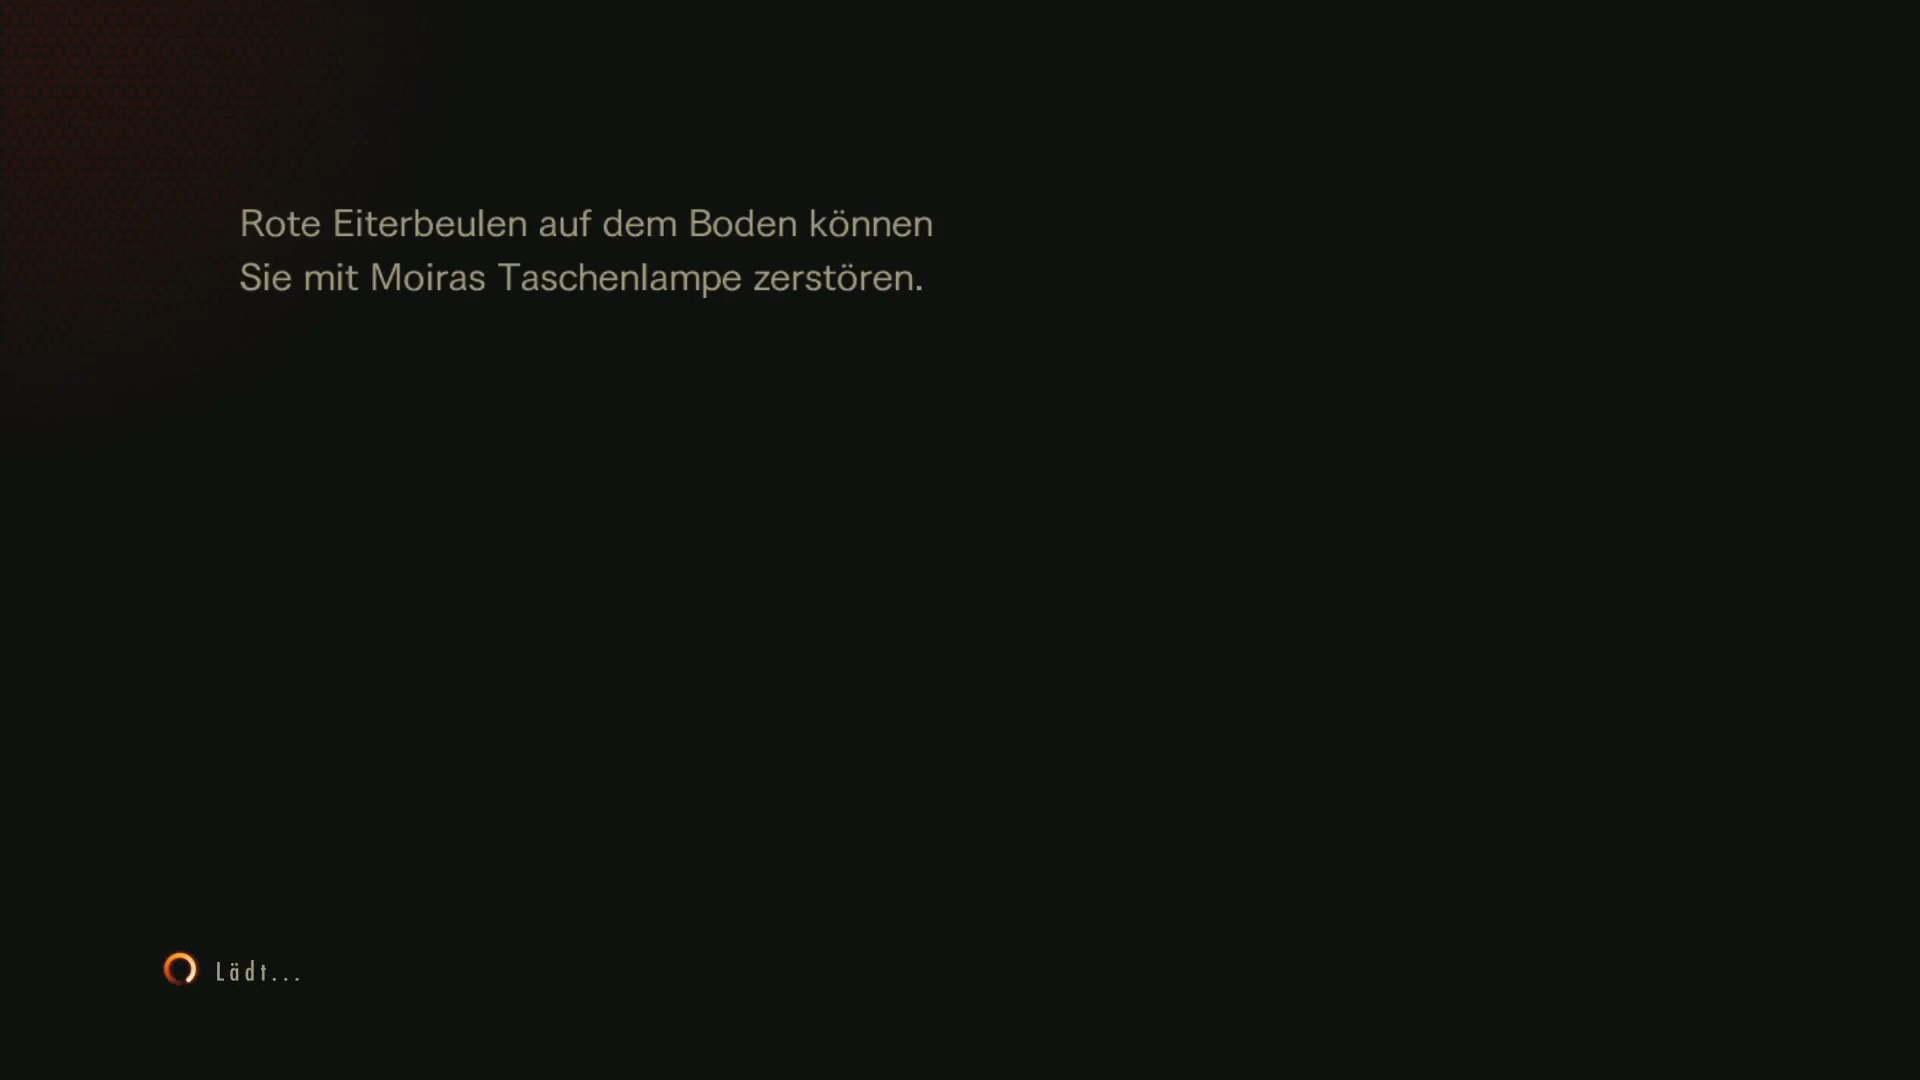 Rote Eiterbeulen auf dem Boden können
Sie mit Moiras Taschenlampe zerstören.
Lädt...